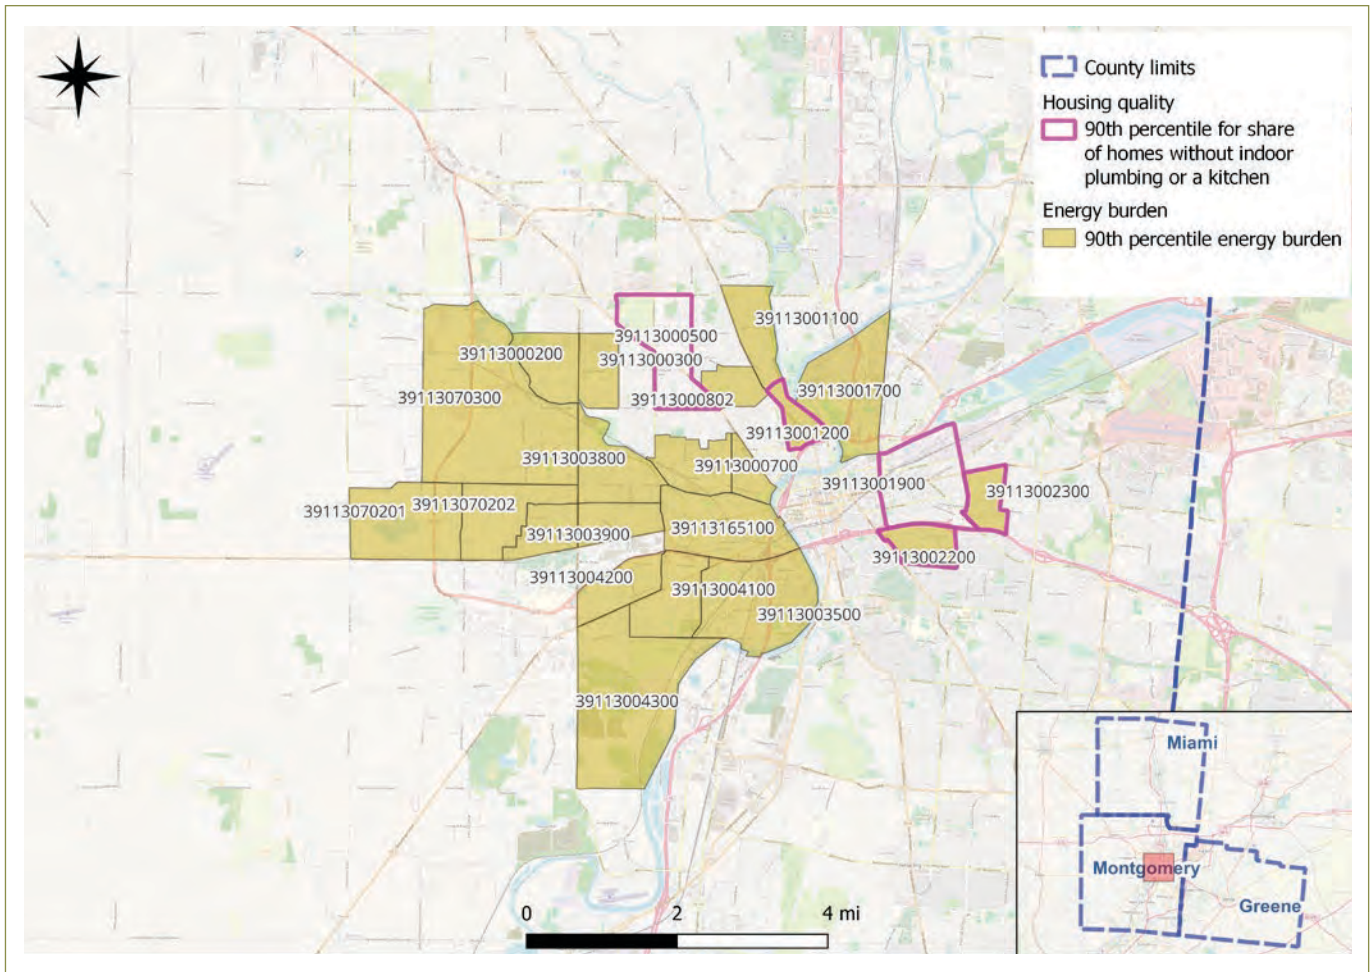 County limits
Housing quality
90th percentile for share
of homes without indoor
plumbing or a kitchen
Energy burden
90th percentile energy burden
39113001100
39113000500
39113000200
39113000300
39113001700
39113070300
39113000802
39113001200
39113003800
39113000700
39113001900
39113002300
39113070201
39113070202
39113003900
39113165100
39113002200
39113004200
39113004100
39113003500
39113004300
Miami
Montgomery
Greene
0
2
4 mi